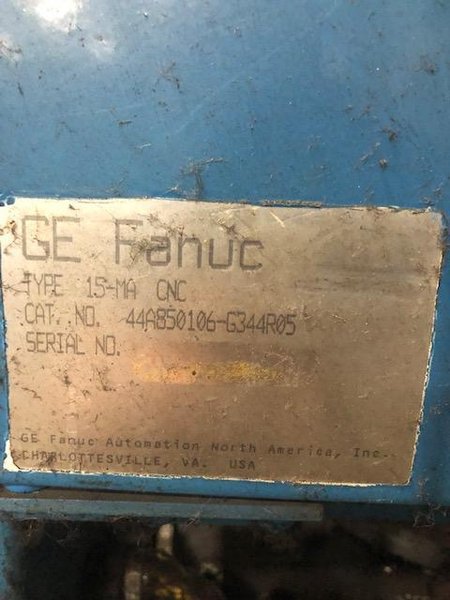 GE Fanuc
TYPE 15-MA CNC
CAT. NO. 44A850106-G344R05
SERIAL NO.
GE Fanuc Automation North America, Inc.
CHARLOTTESVILLE, VA. USA